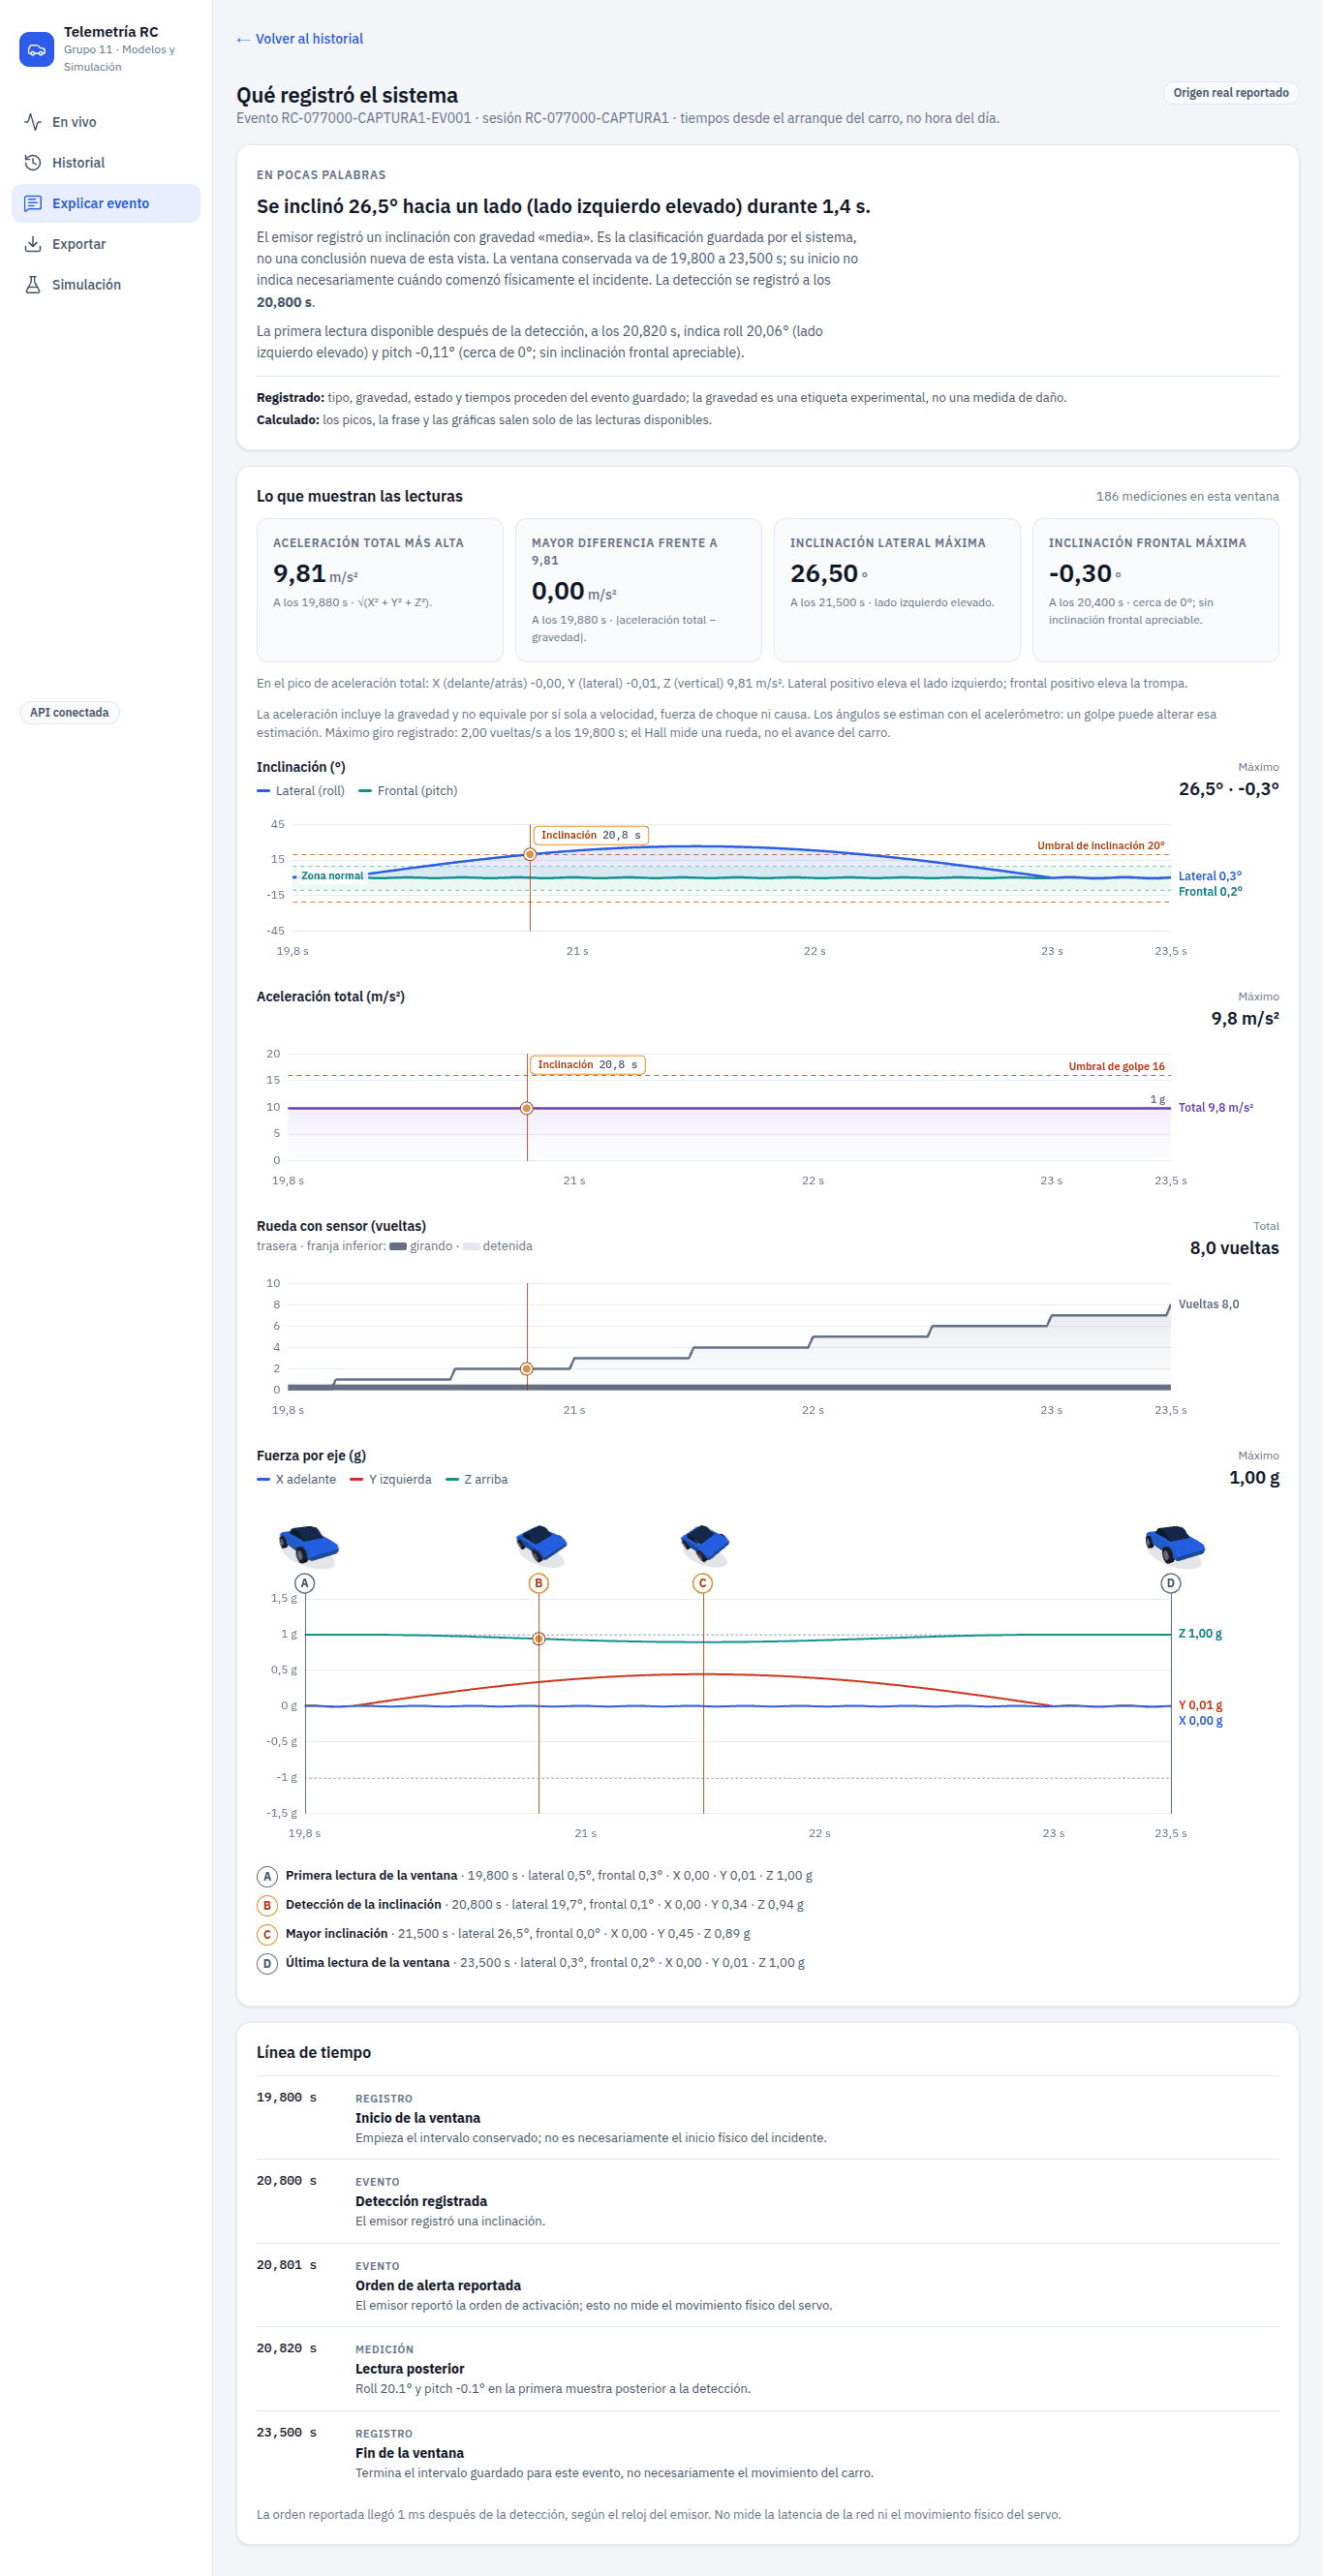 Telemetría RC
Grupo 11 · Modelos y
Simulación
En vivo
Historial
Explicar evento
Exportar
Simulación
API conectada
← Volver al historial
Qué registró el sistema
Origen real reportado
Evento RC-077000-CAPTURA1-EV001 · sesión RC-077000-CAPTURA1 · tiempos desde el arranque del carro, no hora del día.
EN POCAS PALABRAS
Se inclinó 26,5° hacia un lado (lado izquierdo elevado) durante 1,4 s.
El emisor registró un inclinación con gravedad «media». Es la clasificación guardada por el sistema,
no una conclusión nueva de esta vista. La ventana conservada va de 19,800 a 23,500 s; su inicio no
indica necesariamente cuándo comenzó físicamente el incidente. La detección se registró a los
20,800 s.
La primera lectura disponible después de la detección, a los 20,820 s, indica roll 20,06° (lado
izquierdo elevado) y pitch -0,11° (cerca de 0°; sin inclinación frontal apreciable).
Registrado: tipo, gravedad, estado y tiempos proceden del evento guardado; la gravedad es una etiqueta experimental, no una medida de daño.
Calculado: los picos, la frase y las gráficas salen solo de las lecturas disponibles.
Lo que muestran las lecturas
186 mediciones en esta ventana
ACELERACIÓN TOTAL MÁS ALTA
9,81 m/s²
A los 19,880 s · √(X² + Y² + Z²).
MAYOR DIFERENCIA FRENTE A
9,81
0,00 m/s²
A los 19,880 s · |aceleración total −
gravedad|.
INCLINACIÓN LATERAL MÁXIMA
26,50 °
A los 21,500 s · lado izquierdo elevado.
INCLINACIÓN FRONTAL MÁXIMA
-0,30 °
A los 20,400 s · cerca de 0°; sin
inclinación frontal apreciable.
En el pico de aceleración total: X (delante/atrás) -0,00, Y (lateral) -0,01, Z (vertical) 9,81 m/s². Lateral positivo eleva el lado izquierdo; frontal positivo eleva la trompa.
La aceleración incluye la gravedad y no equivale por sí sola a velocidad, fuerza de choque ni causa. Los ángulos se estiman con el acelerómetro: un golpe puede alterar esa
estimación. Máximo giro registrado: 2,00 vueltas/s a los 19,800 s; el Hall mide una rueda, no el avance del carro.
Inclinación (°)
Máximo
Lateral (roll) Frontal (pitch)
26,5° · -0,3°
45
Inclinación 20,8 s
Umbral de inclinación 20°
15
Zona normal
Lateral 0,3°
Frontal 0,2°
-15
-45
19,8 s 21 s 22 s 23 s 23,5 s
Aceleración total (m/s²)
Máximo
9,8 m/s²
20
Inclinación 20,8 s
Umbral de golpe 16
15
1 g
10
Total 9,8 m/s²
5
0
19,8 s 21 s 22 s 23 s 23,5 s
Rueda con sensor (vueltas)
Total
trasera · franja inferior: girando · detenida
8,0 vueltas
10
8
Vueltas 8,0
6
4
2
0
19,8 s 21 s 22 s 23 s 23,5 s
Fuerza por eje (g)
Máximo
X adelante Y izquierda Z arriba
1,00 g
A B C D
1,5 g
1 g
Z 1,00 g
0,5 g
0 g
Y 0,01 g
X 0,00 g
-0,5 g
-1 g
-1,5 g
19,8 s 21 s 22 s 23 s 23,5 s
A Primera lectura de la ventana · 19,800 s · lateral 0,5°, frontal 0,3° · X 0,00 · Y 0,01 · Z 1,00 g
B Detección de la inclinación · 20,800 s · lateral 19,7°, frontal 0,1° · X 0,00 · Y 0,34 · Z 0,94 g
C Mayor inclinación · 21,500 s · lateral 26,5°, frontal 0,0° · X 0,00 · Y 0,45 · Z 0,89 g
D Última lectura de la ventana · 23,500 s · lateral 0,3°, frontal 0,2° · X 0,00 · Y 0,01 · Z 1,00 g
Línea de tiempo
19,800 s
REGISTRO
Inicio de la ventana
Empieza el intervalo conservado; no es necesariamente el inicio físico del incidente.
20,800 s
EVENTO
Detección registrada
El emisor registró una inclinación.
20,801 s
EVENTO
Orden de alerta reportada
El emisor reportó la orden de activación; esto no mide el movimiento físico del servo.
20,820 s
MEDICIÓN
Lectura posterior
Roll 20.1° y pitch -0.1° en la primera muestra posterior a la detección.
23,500 s
REGISTRO
Fin de la ventana
Termina el intervalo guardado para este evento, no necesariamente el movimiento del carro.
La orden reportada llegó 1 ms después de la detección, según el reloj del emisor. No mide la latencia de la red ni el movimiento físico del servo.